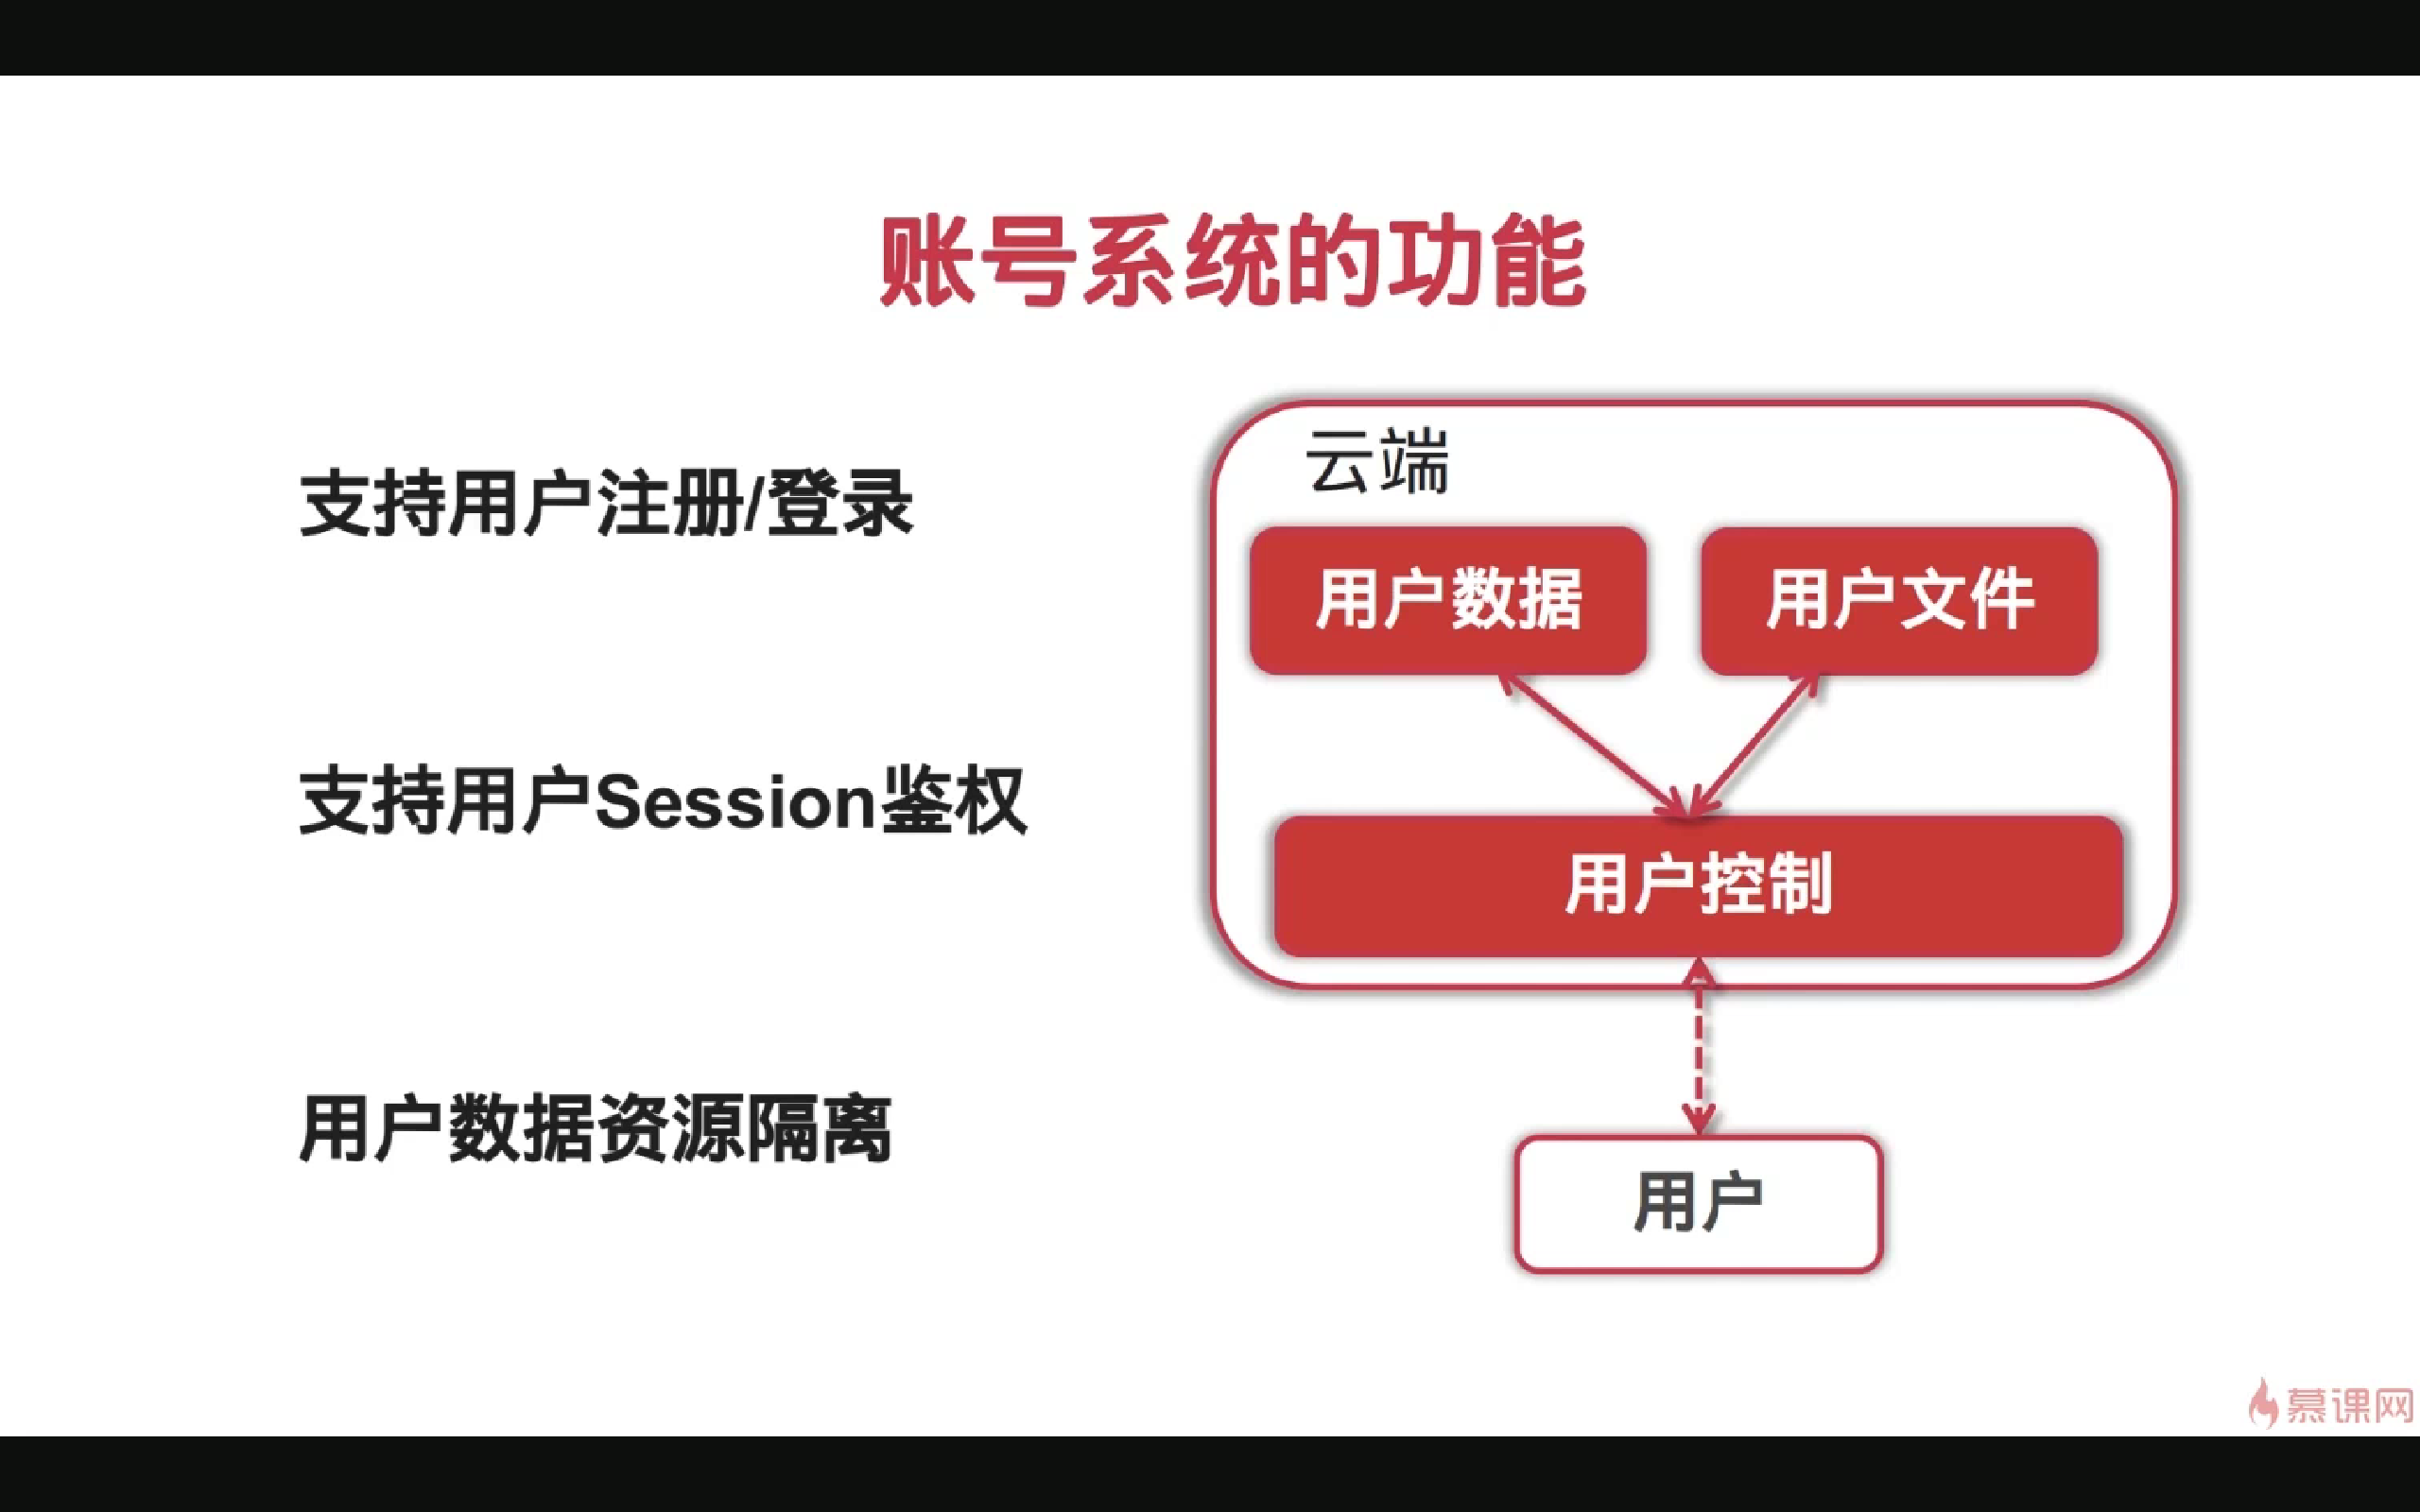 账号系统的功能
支持用户注册/登录
支持用户Session鉴权
用户数据资源隔离
云端
用户数据
用户文件
用户控制
用户
慕课网